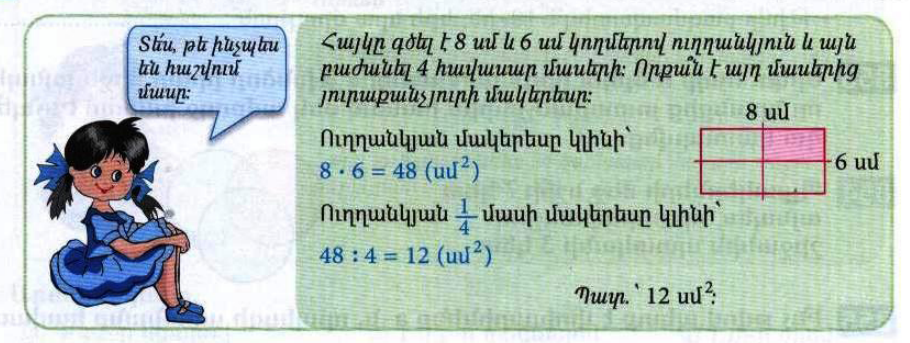 Տե՛ս, թե ինչպես
են հաշվում
մասը:
Հայկը գծել է 8 սմ և 6 սմ կողմերով ուղղանկյուն և այն
բաժանել 4 հավասար մասերի: Որքա՞ն է այդ մասերից
յուրաքանչյուրի մակերեսը:
8 սմ
6 սմ
Ուղղանկյան մակերեսը կլինի՝
8 · 6 = 48 (սմ²)
Ուղղանկյան 1/4 մասի մակերեսը կլինի՝
48 : 4 = 12 (սմ²)
Պատ.՝ 12 սմ²: